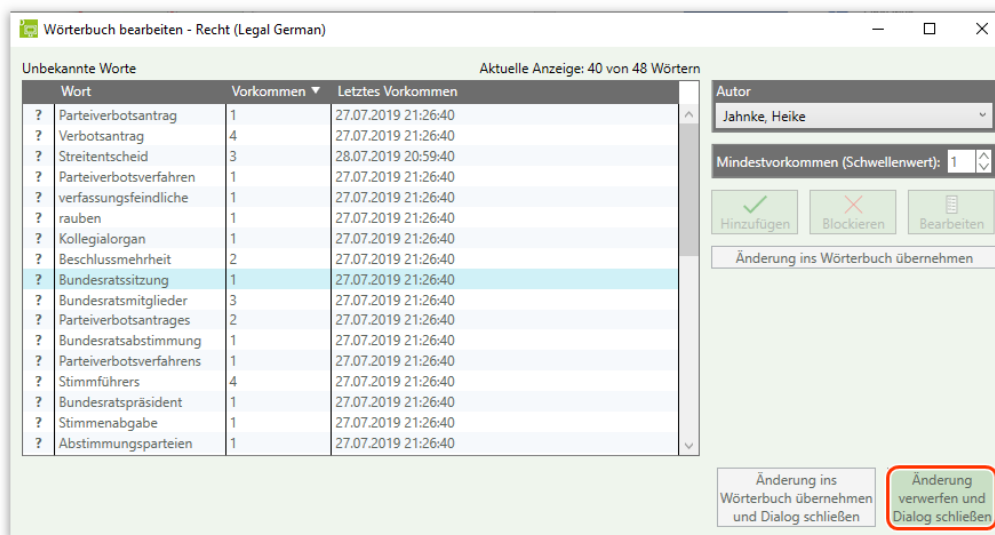 Wörterbuch bearbeiten - Recht (Legal German)
Unbekannte Worte Aktuelle Anzeige: 40 von 48 Wörtern
Wort Vorkommen ▼ Letztes Vorkommen
? Parteiverbotsantrag 1 27.07.2019 21:26:40
? Verbotsantrag 4 27.07.2019 21:26:40
? Streitentscheid 3 28.07.2019 20:59:40
? Parteiverbotsverfahren 1 27.07.2019 21:26:40
? verfassungsfeindliche 1 27.07.2019 21:26:40
? rauben 1 27.07.2019 21:26:40
? Kollegialorgan 1 27.07.2019 21:26:40
? Beschlussmehrheit 2 27.07.2019 21:26:40
? Bundesratssitzung 1 27.07.2019 21:26:40
? Bundesratsmitglieder 3 27.07.2019 21:26:40
? Parteiverbotsantrages 2 27.07.2019 21:26:40
? Bundesratsabstimmung 1 27.07.2019 21:26:40
? Parteiverbotsverfahrens 1 27.07.2019 21:26:40
? Stimmführers 4 27.07.2019 21:26:40
? Bundesratspräsident 1 27.07.2019 21:26:40
? Stimmenabgabe 1 27.07.2019 21:26:40
? Abstimmungsparteien 1 27.07.2019 21:26:40
Autor
Jahnke, Heike
Mindestvorkommen (Schwellenwert): 1
Hinzufügen Blockieren Bearbeiten
Änderung ins Wörterbuch übernehmen
Änderung ins
Wörterbuch übernehmen
und Dialog schließen
Änderung
verwerfen und
Dialog schließen